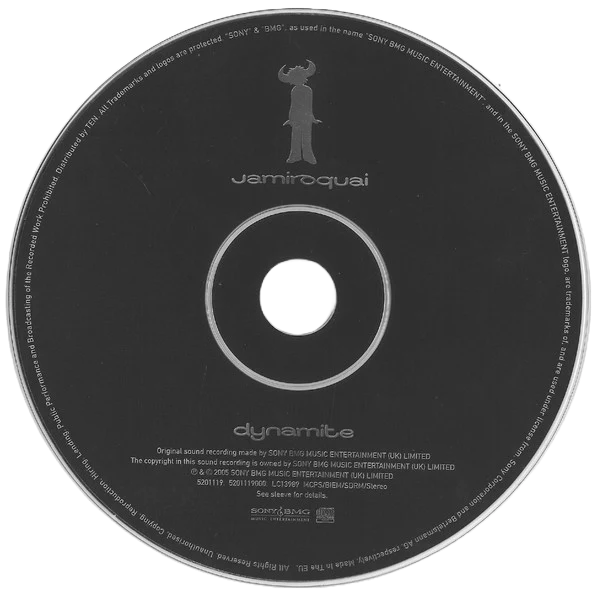 Jamiroquai
dynamite
Original sound recording made by SONY BMG MUSIC ENTERTAINMENT (UK) LIMITED
The copyright in this sound recording is owned by SONY BMG MUSIC ENTERTAINMENT (UK) LIMITED
℗ & © 2005 SONY BMG MUSIC ENTERTAINMENT (UK) LIMITED
5201119 5201119000 LC13989 MCPS/BIEM/SDRM/Stereo
See sleeve for details.
SONY BMG
MUSIC ENTERTAINMENT
COMPACT disc DIGITAL AUDIO
All Rights Reserved. Unauthorised, Copying, Reproduction, Hiring, Lending, Public Performance and Broadcasting of the Recorded Work Prohibited. Distributed by TEN. All Trademarks and logos are protected. "SONY" & "BMG", as used in the name "SONY BMG MUSIC ENTERTAINMENT", and in the SONY BMG MUSIC ENTERTAINMENT logo, are trademarks of, and are used under license from, Sony Corporation and Bertelsmann AG, respectively. Made in The EU.